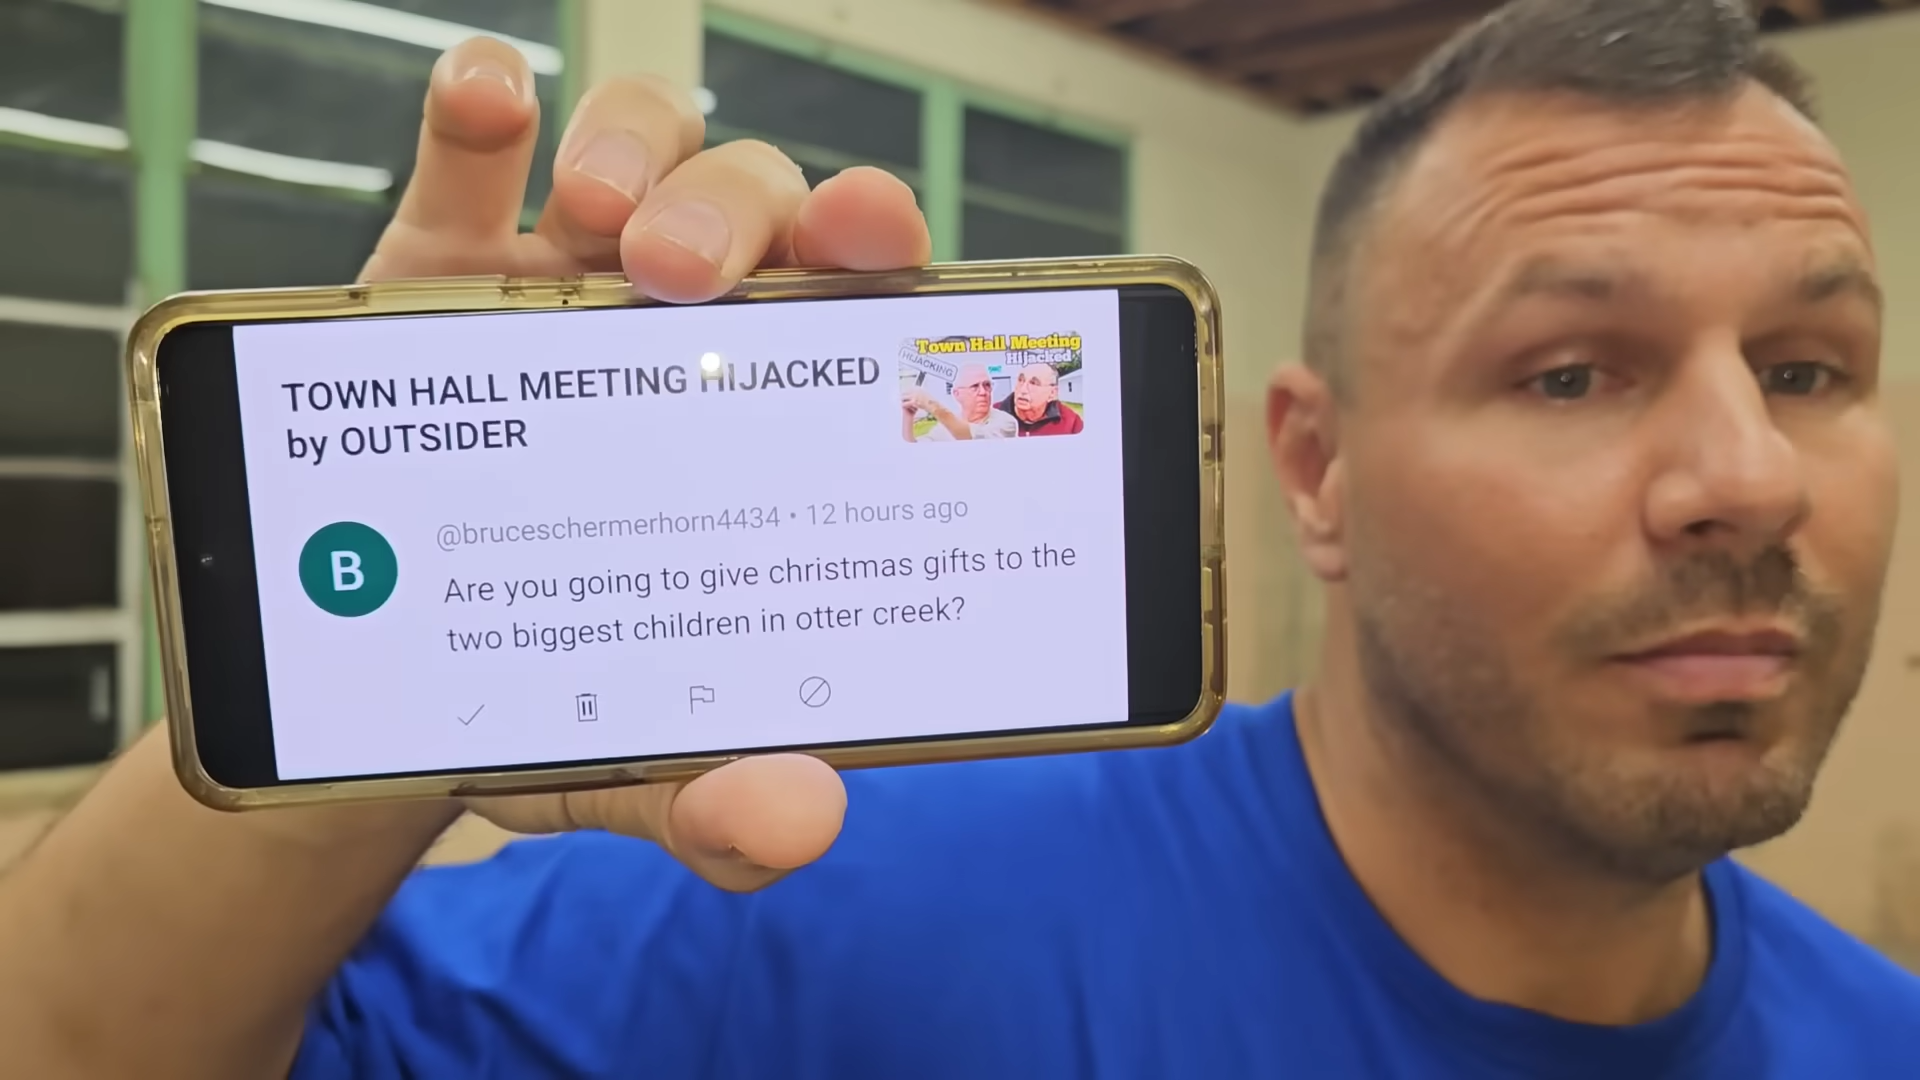 TOWN HALL MEETING HIJACKED
by OUTSIDER
Town Hall Meeting
Hijacked
HIJACKING
B
@bruceschermerhorn4434 • 12 hours ago
Are you going to give christmas gifts to the
two biggest children in otter creek?